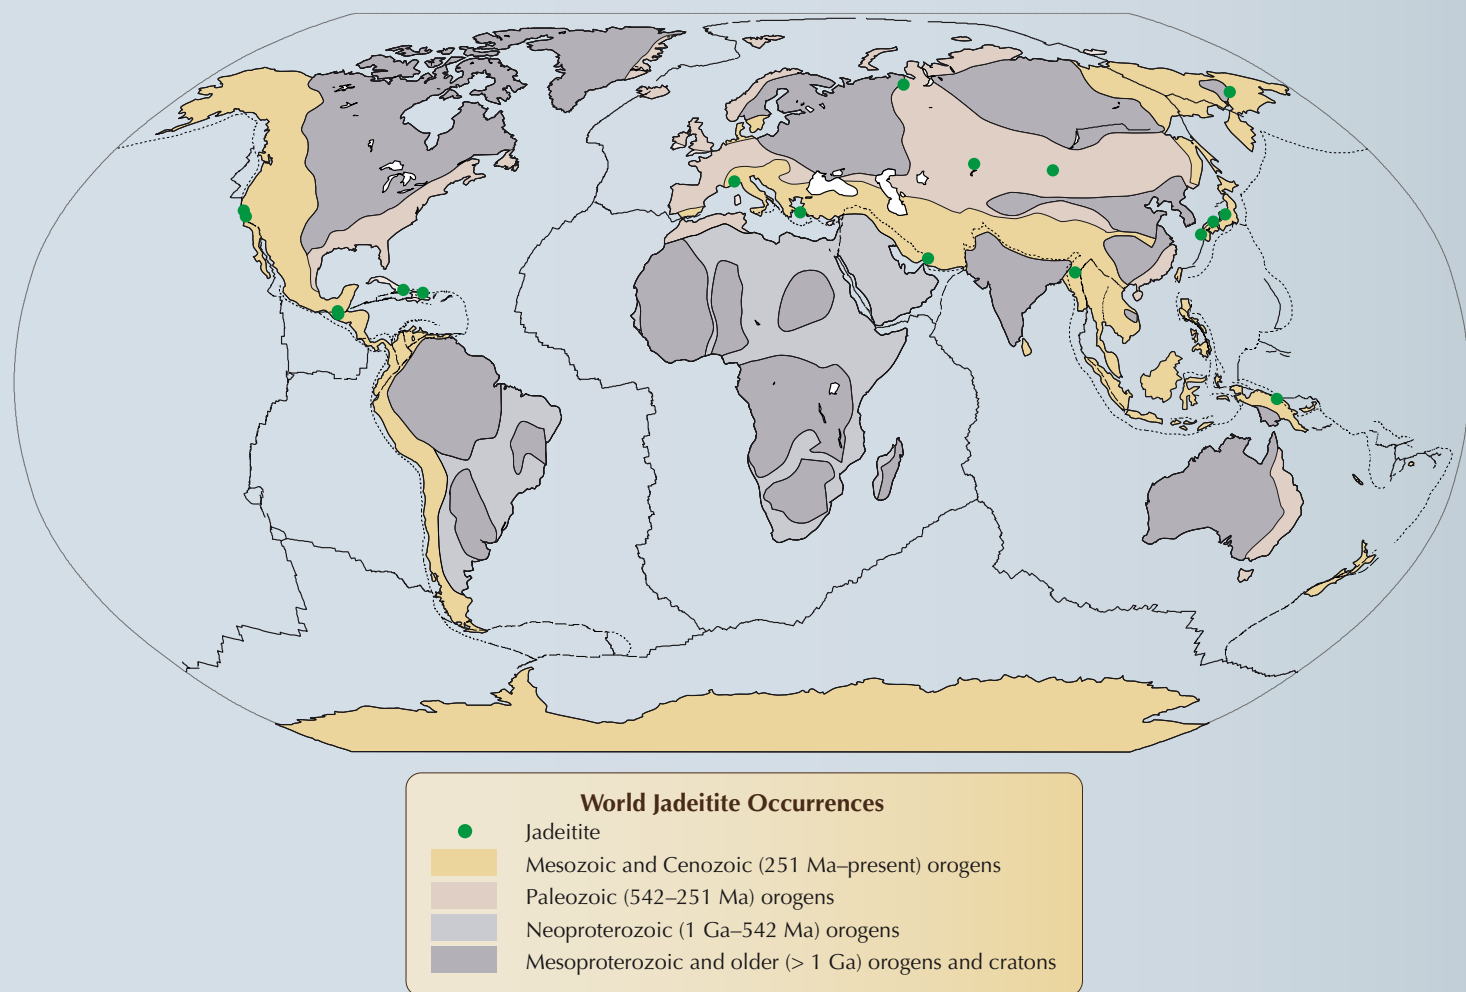 World Jadeitite Occurrences
Jadeitite
Mesozoic and Cenozoic (251 Ma–present) orogens
Paleozoic (542–251 Ma) orogens
Neoproterozoic (1 Ga–542 Ma) orogens
Mesoproterozoic and older (> 1 Ga) orogens and cratons